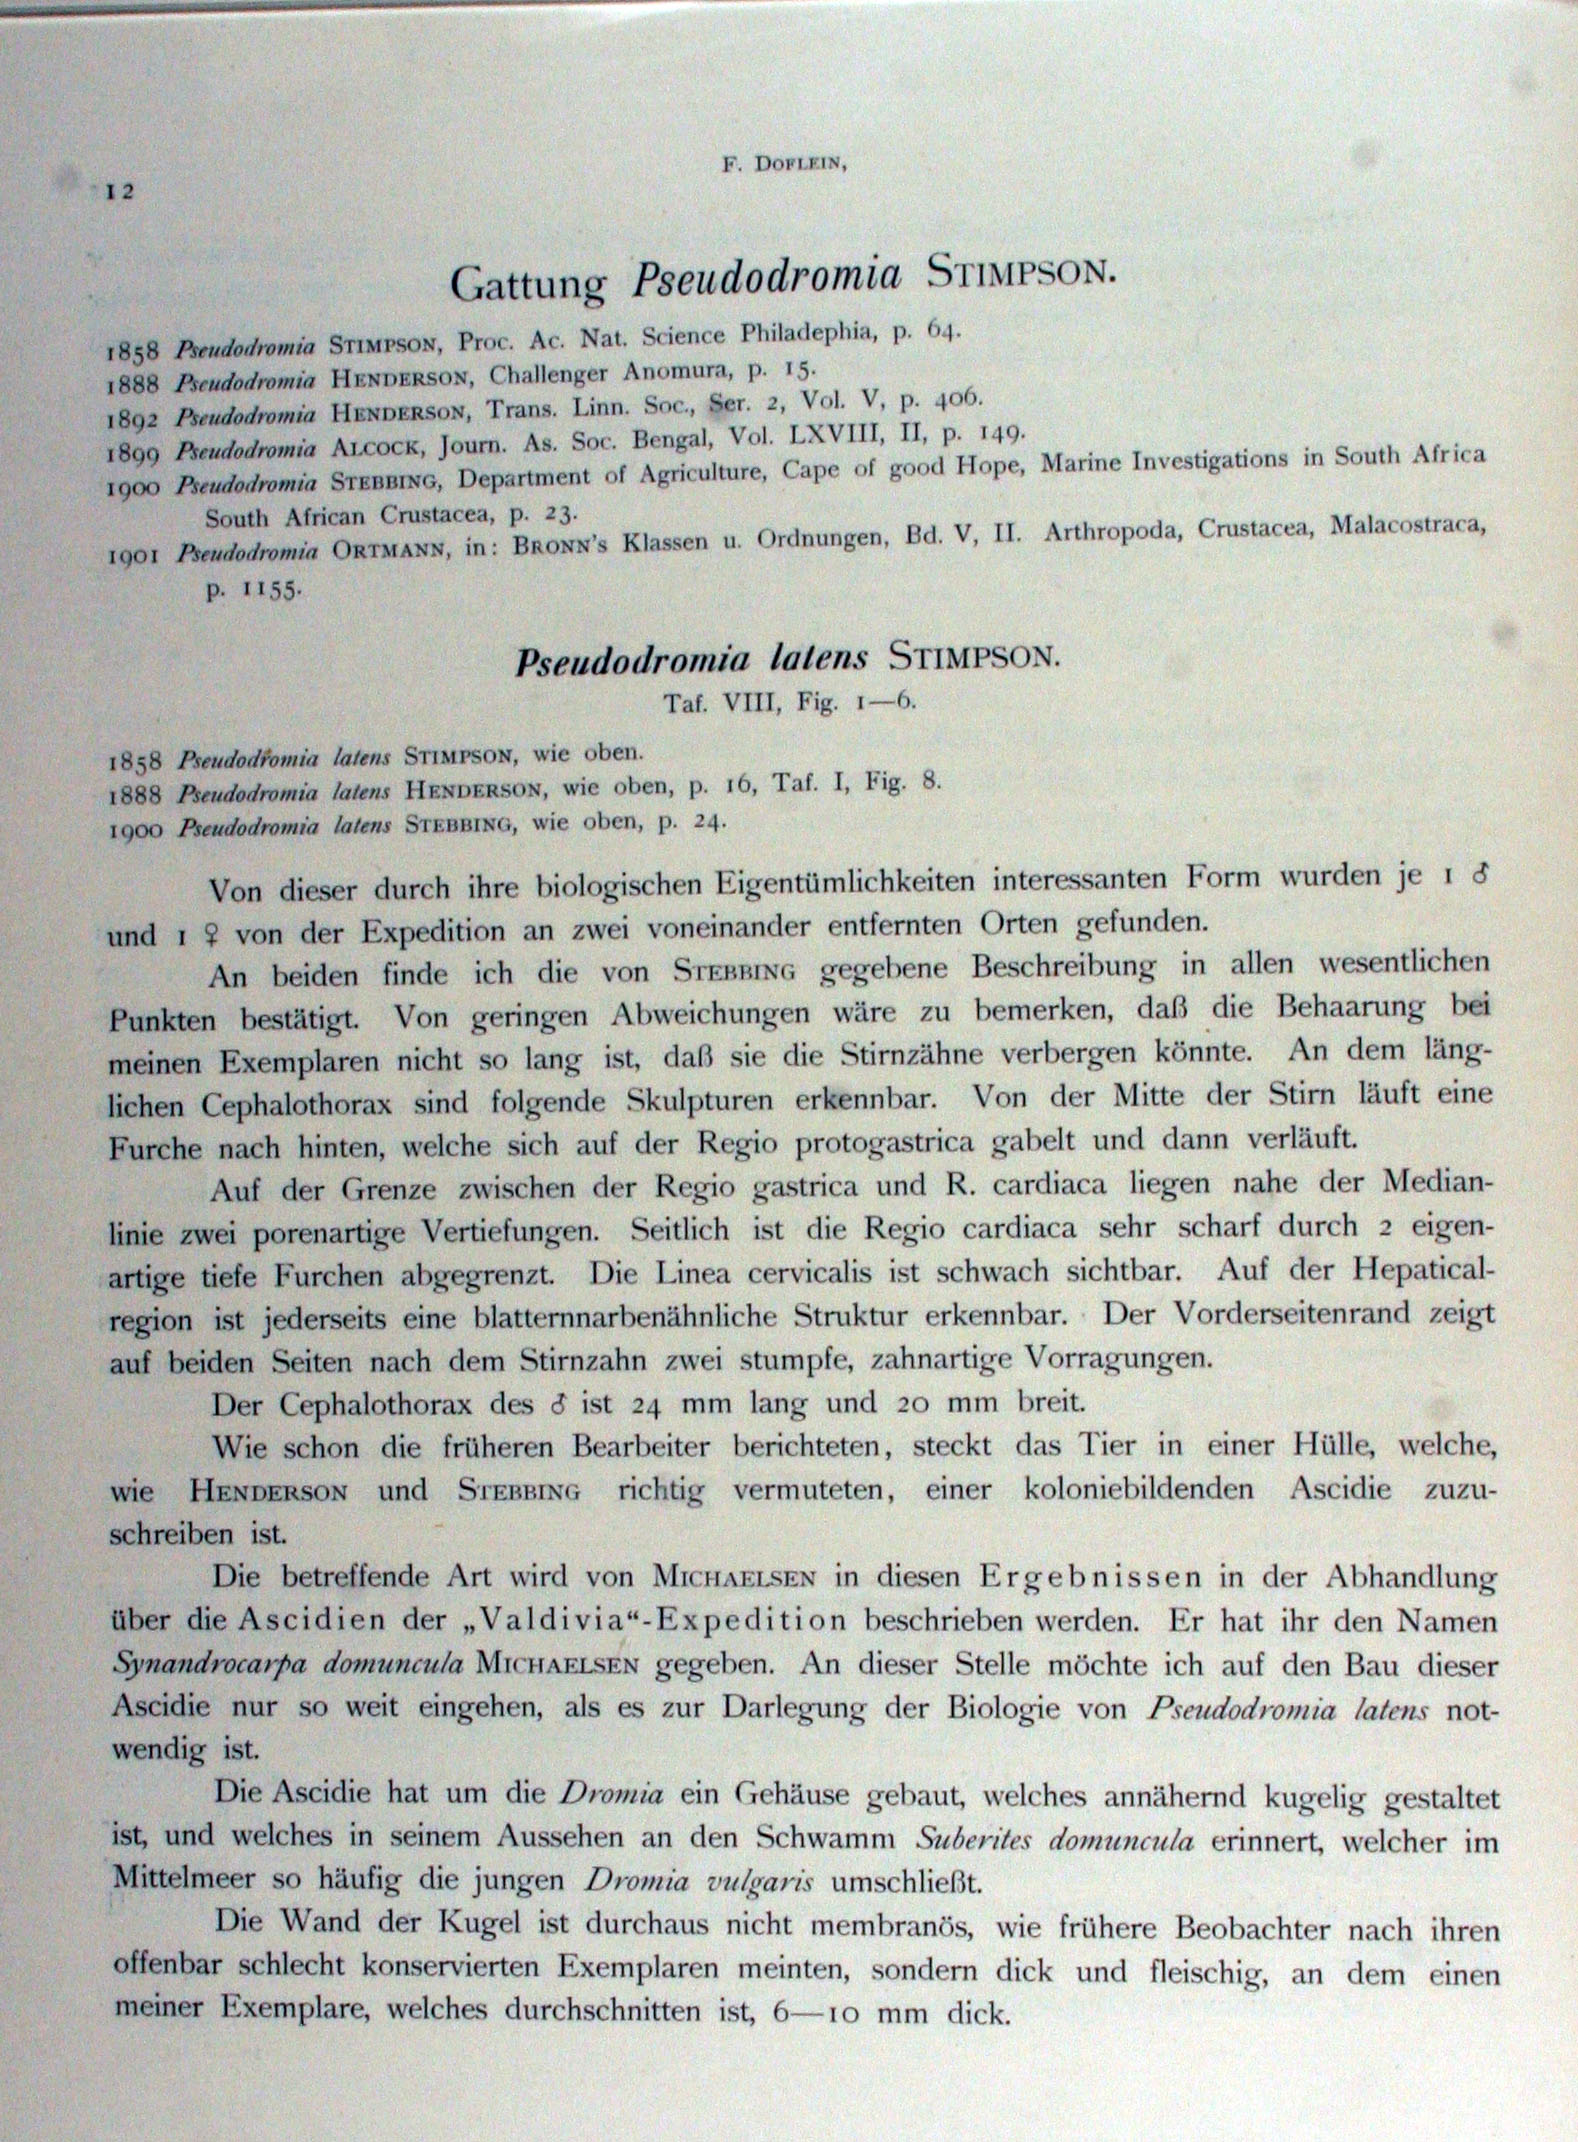 F. DOFLEIN,
12
Gattung Pseudodromia STIMPSON.
1858 Pseudodromia STIMPSON, Proc. Ac. Nat. Science Philadephia, p. 64.
1888 Pseudodromia HENDERSON, Challenger Anomura, p. 15.
1892 Pseudodromia HENDERSON, Trans. Linn. Soc., Ser. 2, Vol. V, p. 406.
1899 Pseudodromia ALCOCK, Journ. As. Soc. Bengal, Vol. LXVIII, II, p. 149.
1900 Pseudodromia STEBBING, Department of Agriculture, Cape of good Hope, Marine Investigations in South Africa
South African Crustacea, p. 23.
1901 Pseudodromia ORTMANN, in: BRONN's Klassen u. Ordnungen, Bd. V, II. Arthropoda, Crustacea, Malacostraca,
p. 1155.
Pseudodromia latens STIMPSON.
Taf. VIII, Fig. 1—6.
1858 Pseudodromia latens STIMPSON, wie oben.
1888 Pseudodromia latens HENDERSON, wie oben, p. 16, Taf. I, Fig. 8.
1900 Pseudodromia latens STEBBING, wie oben, p. 24.
Von dieser durch ihre biologischen Eigentümlichkeiten interessanten Form wurden je 1 ♂
und 1 ♀ von der Expedition an zwei voneinander entfernten Orten gefunden.
An beiden finde ich die von STEBBING gegebene Beschreibung in allen wesentlichen
Punkten bestätigt. Von geringen Abweichungen wäre zu bemerken, daß die Behaarung bei
meinen Exemplaren nicht so lang ist, daß sie die Stirnzähne verbergen könnte. An dem läng-
lichen Cephalothorax sind folgende Skulpturen erkennbar. Von der Mitte der Stirn läuft eine
Furche nach hinten, welche sich auf der Regio protogastrica gabelt und dann verläuft.
Auf der Grenze zwischen der Regio gastrica und R. cardiaca liegen nahe der Median-
linie zwei porenartige Vertiefungen. Seitlich ist die Regio cardiaca sehr scharf durch 2 eigen-
artige tiefe Furchen abgegrenzt. Die Linea cervicalis ist schwach sichtbar. Auf der Hepatical-
region ist jederseits eine blatternnarbenähnliche Struktur erkennbar. Der Vorderseitenrand zeigt
auf beiden Seiten nach dem Stirnzahn zwei stumpfe, zahnartige Vorragungen.
Der Cephalothorax des ♂ ist 24 mm lang und 20 mm breit.
Wie schon die früheren Bearbeiter berichteten, steckt das Tier in einer Hülle, welche,
wie HENDERSON und STEBBING richtig vermuteten, einer koloniebildenden Ascidie zuzu-
schreiben ist.
Die betreffende Art wird von MICHAELSEN in diesen Ergebnissen in der Abhandlung
über die Ascidien der „Valdivia“-Expedition beschrieben werden. Er hat ihr den Namen
Synandrocarpa domuncula MICHAELSEN gegeben. An dieser Stelle möchte ich auf den Bau dieser
Ascidie nur so weit eingehen, als es zur Darlegung der Biologie von Pseudodromia latens not-
wendig ist.
Die Ascidie hat um die Dromia ein Gehäuse gebaut, welches annähernd kugelig gestaltet
ist, und welches in seinem Aussehen an den Schwamm Suberites domuncula erinnert, welcher im
Mittelmeer so häufig die jungen Dromia vulgaris umschließt.
Die Wand der Kugel ist durchaus nicht membranös, wie frühere Beobachter nach ihren
offenbar schlecht konservierten Exemplaren meinten, sondern dick und fleischig, an dem einen
meiner Exemplare, welches durchschnitten ist, 6—10 mm dick.